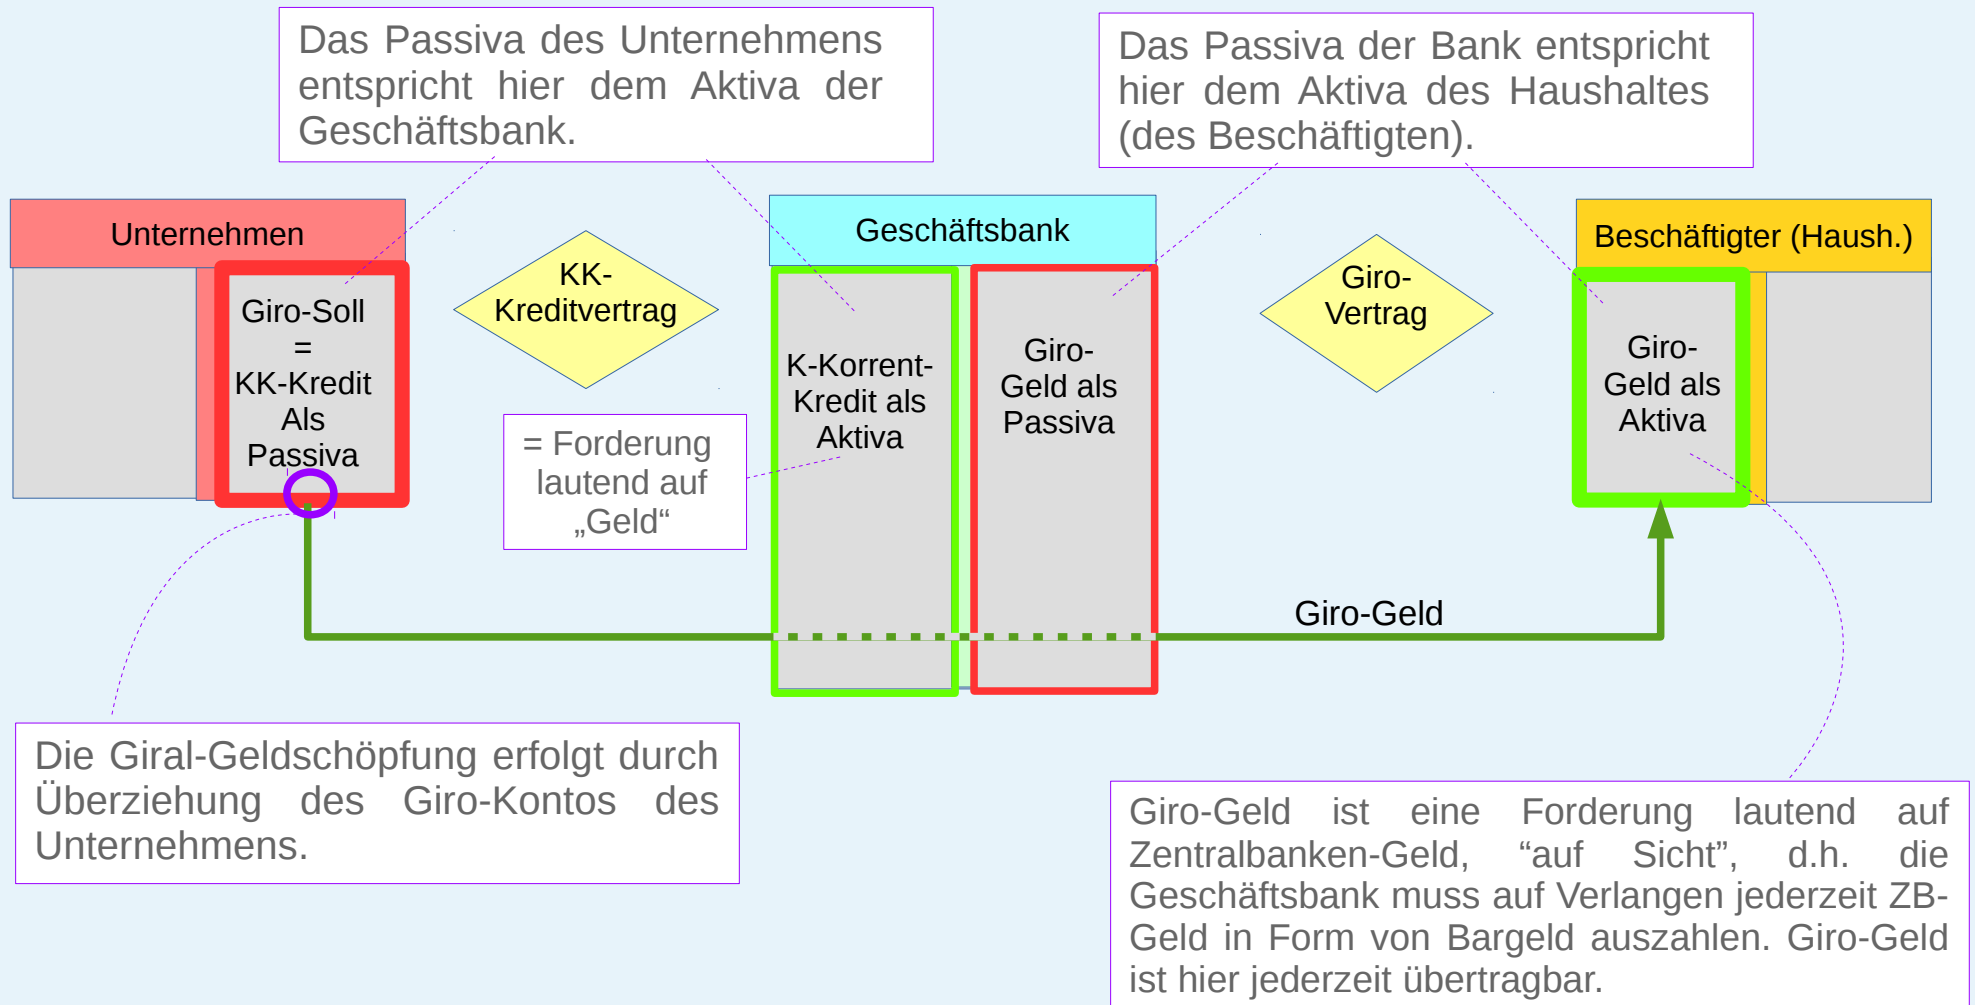 Das Passiva des Unternehmens
entspricht hier dem Aktiva der
Geschäftsbank.
Das Passiva der Bank entspricht
hier dem Aktiva des Haushaltes
(des Beschäftigten).
Unternehmen
Geschäftsbank
Beschäftigter (Haush.)
Giro-Soll
=
KK-Kredit
Als
Passiva
KK-
Kreditvertrag
K-Korrent-
Kredit als
Aktiva
Giro-
Geld als
Passiva
Giro-
Vertrag
Giro-
Geld als
Aktiva
= Forderung
lautend auf
„Geld“
Giro-Geld
Die Giral-Geldschöpfung erfolgt durch
Überziehung des Giro-Kontos des
Unternehmens.
Giro-Geld ist eine Forderung lautend auf
Zentralbanken-Geld, “auf Sicht”, d.h. die
Geschäftsbank muss auf Verlangen jederzeit ZB-
Geld in Form von Bargeld auszahlen. Giro-Geld
ist hier jederzeit übertragbar.